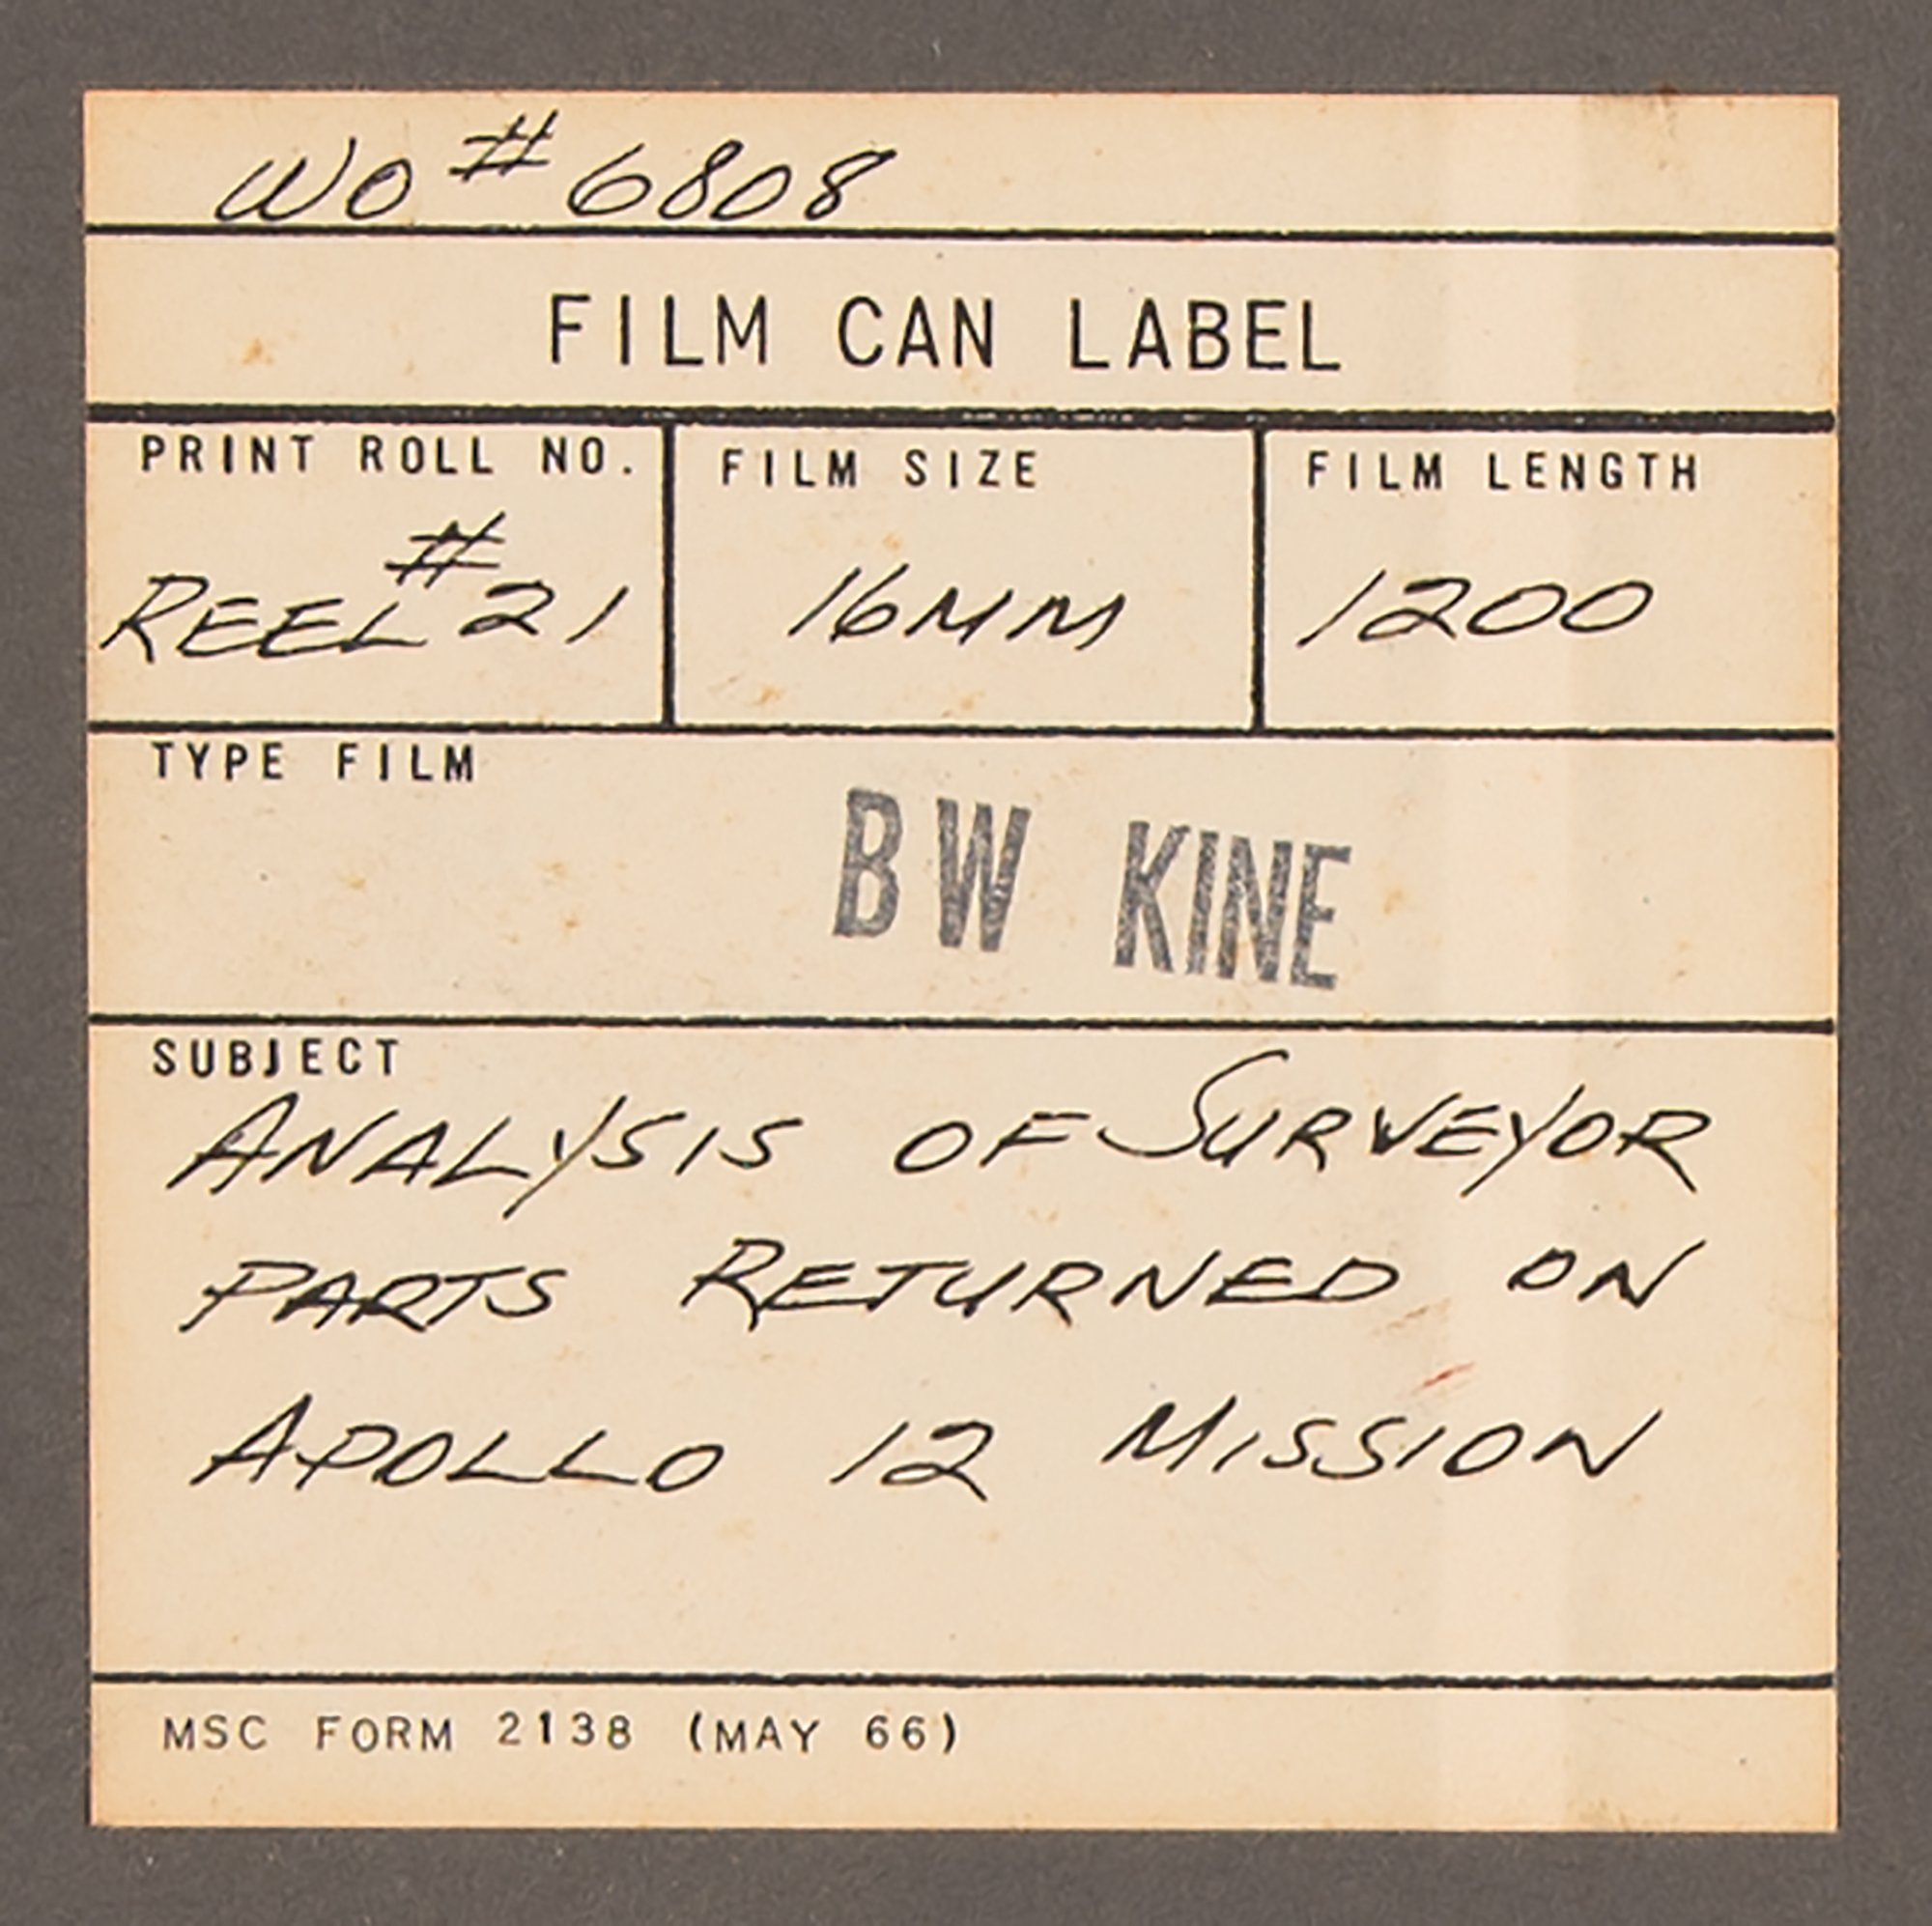 WO # 6808
FILM CAN LABEL
PRINT ROLL NO.
REEL # 21
FILM SIZE
16MM
FILM LENGTH
1200
TYPE FILM
BW KINE
SUBJECT
ANALYSIS OF SURVEYOR
PARTS RETURNED ON
APOLLO 12 MISSION
MSC FORM 2138 (MAY 66)